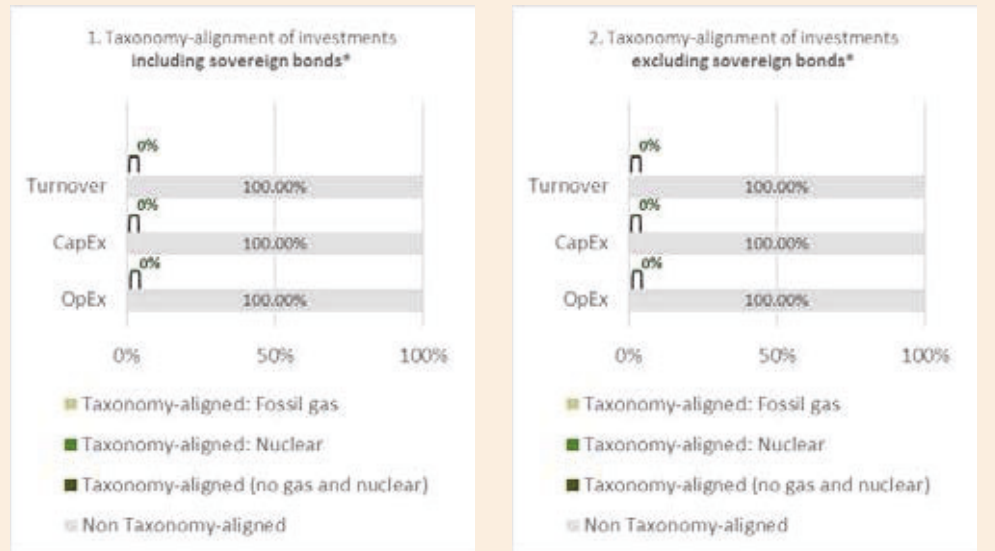 1. Taxonomy-alignment of investments
including sovereign bonds*
0%
Turnover
100.00%
0%
CapEx
100.00%
0%
OpEx
100.00%
0%
50%
100%
Taxonomy-aligned: Fossil gas
Taxonomy-aligned: Nuclear
Taxonomy-aligned (no gas and nuclear)
Non Taxonomy-aligned
2. Taxonomy-alignment of investments
excluding sovereign bonds*
0%
Turnover
100.00%
0%
CapEx
100.00%
0%
OpEx
100.00%
0%
50%
100%
Taxonomy-aligned: Fossil gas
Taxonomy-aligned: Nuclear
Taxonomy-aligned (no gas and nuclear)
Non Taxonomy-aligned